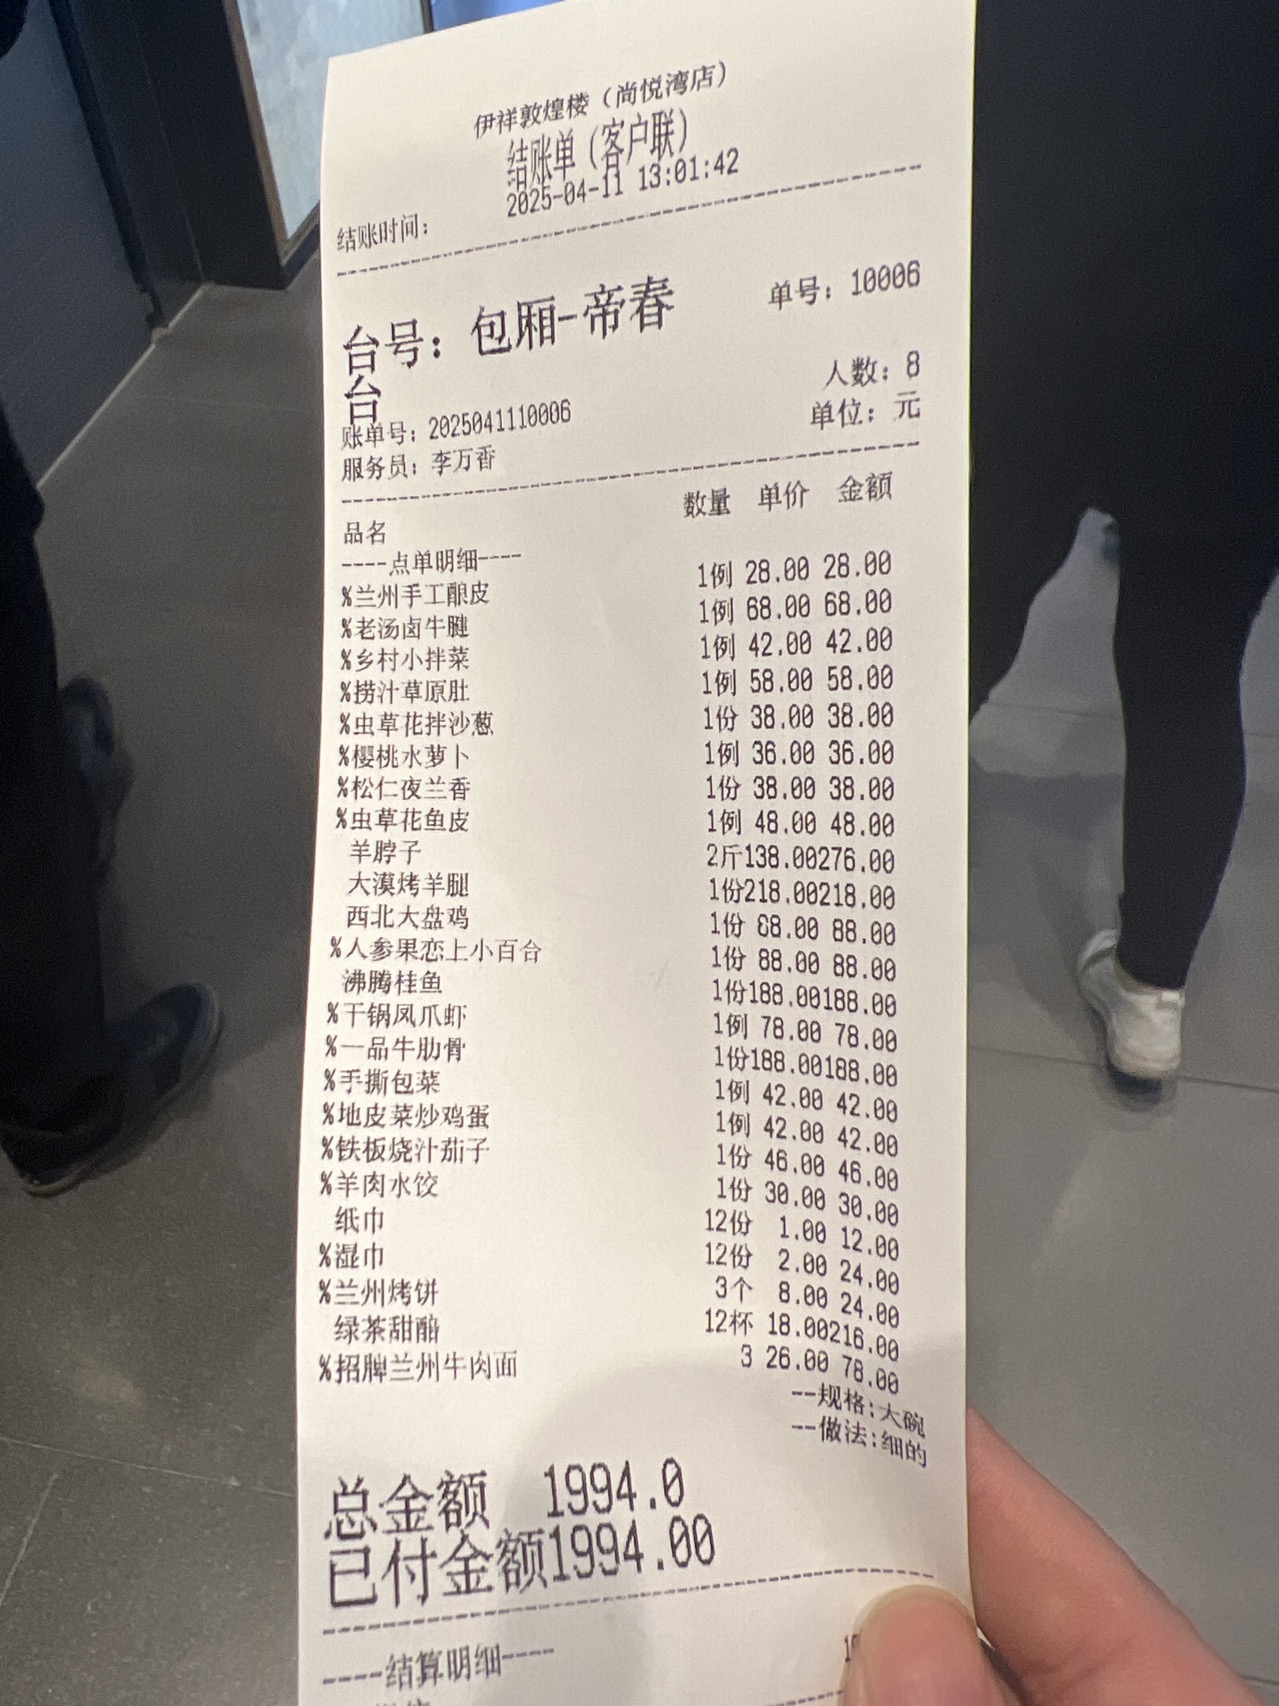 伊祥敦煌楼（尚悦湾店）
结账单（客户联）
结账时间： 2025-04-11 13:01:42
台号：包厢-帝春台 单号：10006
人数：8
账单号：2025041110006 单位：元
服务员：李万香
品名 数量 单价 金额
----点单明细----
%兰州手工酿皮 1例 28.00 28.00
%老汤卤牛腱 1例 68.00 68.00
%乡村小拌菜 1例 42.00 42.00
%捞汁草原肚 1例 58.00 58.00
%虫草花拌沙葱 1份 38.00 38.00
%樱桃水萝卜 1例 36.00 36.00
%松仁夜兰香 1份 38.00 38.00
%虫草花鱼皮 1例 48.00 48.00
羊脖子 2斤138.00276.00
大漠烤羊腿 1份218.00218.00
西北大盘鸡 1份 88.00 88.00
%人参果恋上小百合 1份 88.00 88.00
沸腾桂鱼 1份188.00188.00
%干锅凤爪虾 1例 78.00 78.00
%一品牛肋骨 1份188.00188.00
%手撕包菜 1例 42.00 42.00
%地皮菜炒鸡蛋 1例 42.00 42.00
%铁板烧汁茄子 1份 46.00 46.00
%羊肉水饺 1份 30.00 30.00
纸巾 12份 1.00 12.00
%湿巾 12份 2.00 24.00
%兰州烤饼 3个 8.00 24.00
绿茶甜醅 12杯 18.00216.00
%招牌兰州牛肉面 3 26.00 78.00
--规格:大碗
--做法:细的
总金额 1994.0
已付金额1994.00
----结算明细----